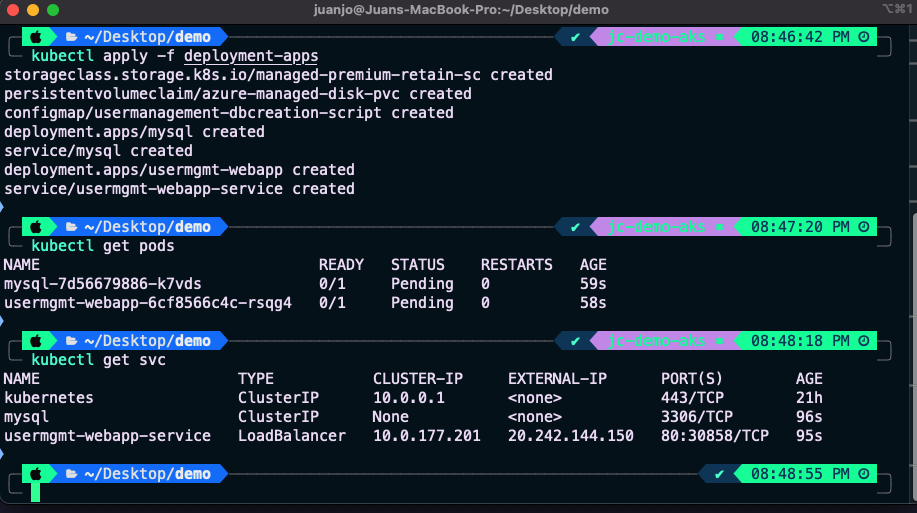 juanjo@Juans-MacBook-Pro:~/Desktop/demo ⌥⌘1
~/Desktop/demo ✔ jc-demo-aks 08:46:42 PM
kubectl apply -f deployment-apps
storageclass.storage.k8s.io/managed-premium-retain-sc created
persistentvolumeclaim/azure-managed-disk-pvc created
configmap/usermanagement-dbcreation-script created
deployment.apps/mysql created
service/mysql created
deployment.apps/usermgmt-webapp created
service/usermgmt-webapp-service created
~/Desktop/demo ✔ jc-demo-aks 08:47:20 PM
kubectl get pods
NAME READY STATUS RESTARTS AGE
mysql-7d56679886-k7vds 0/1 Pending 0 59s
usermgmt-webapp-6cf8566c4c-rsqg4 0/1 Pending 0 58s
~/Desktop/demo ✔ jc-demo-aks 08:48:18 PM
kubectl get svc
NAME TYPE CLUSTER-IP EXTERNAL-IP PORT(S) AGE
kubernetes ClusterIP 10.0.0.1 <none> 443/TCP 21h
mysql ClusterIP None <none> 3306/TCP 96s
usermgmt-webapp-service LoadBalancer 10.0.177.201 20.242.144.150 80:30858/TCP 95s
~/Desktop/demo ✔ 08:48:55 PM